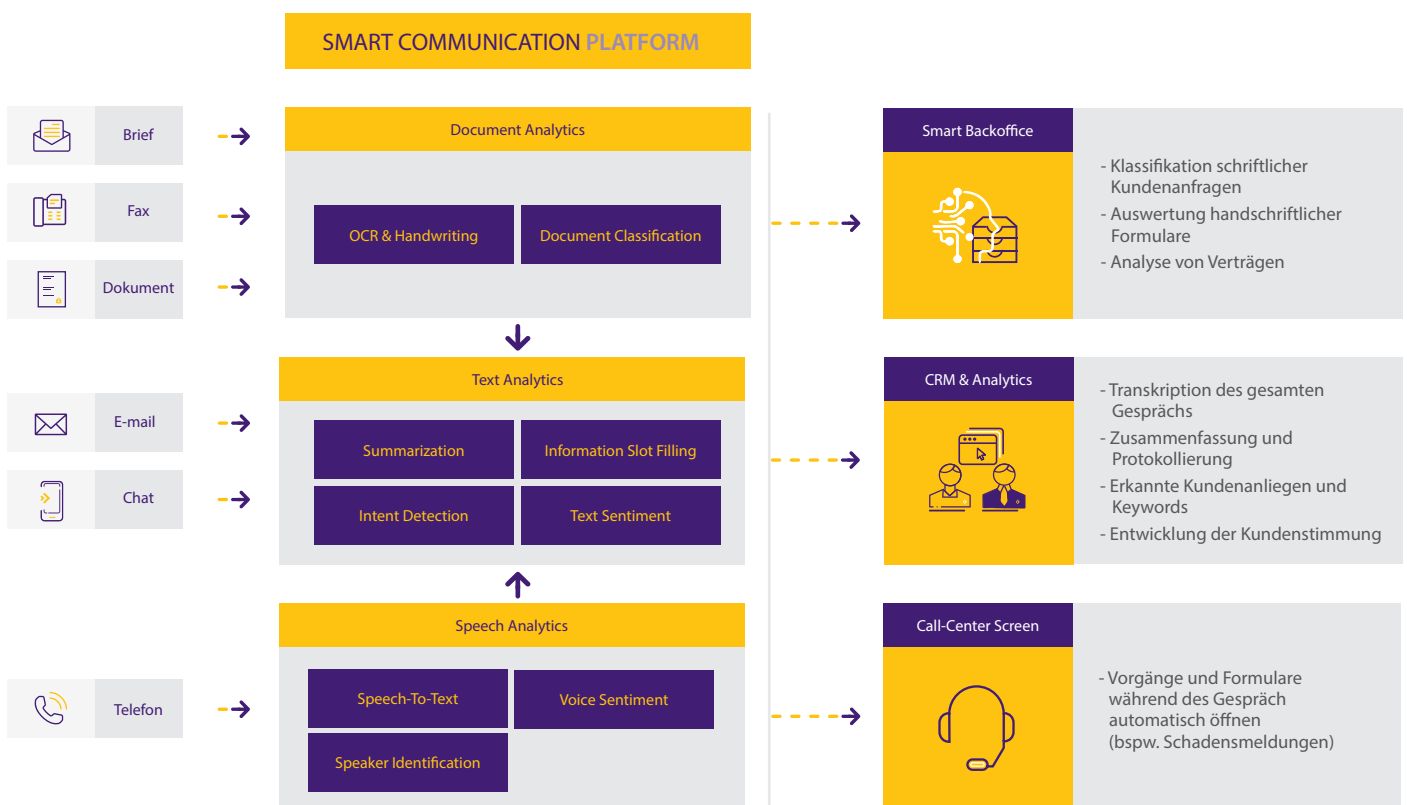 SMART COMMUNICATION PLATFORM
Brief
Fax
Dokument
Document Analytics
OCR & Handwriting
Document Classification
Smart Backoffice
- Klassifikation schriftlicher
Kundenanfragen
- Auswertung handschriftlicher
Formulare
- Analyse von Verträgen
E-mail
Chat
Text Analytics
Summarization
Information Slot Filling
Intent Detection
Text Sentiment
CRM & Analytics
- Transkription des gesamten
Gesprächs
- Zusammenfassung und
Protokollierung
- Erkannte Kundenanliegen und
Keywords
- Entwicklung der Kundenstimmung
Telefon
Speech Analytics
Speech-To-Text
Voice Sentiment
Speaker Identification
Call-Center Screen
- Vorgänge und Formulare
während des Gespräch
automatisch öffnen
(bspw. Schadensmeldungen)